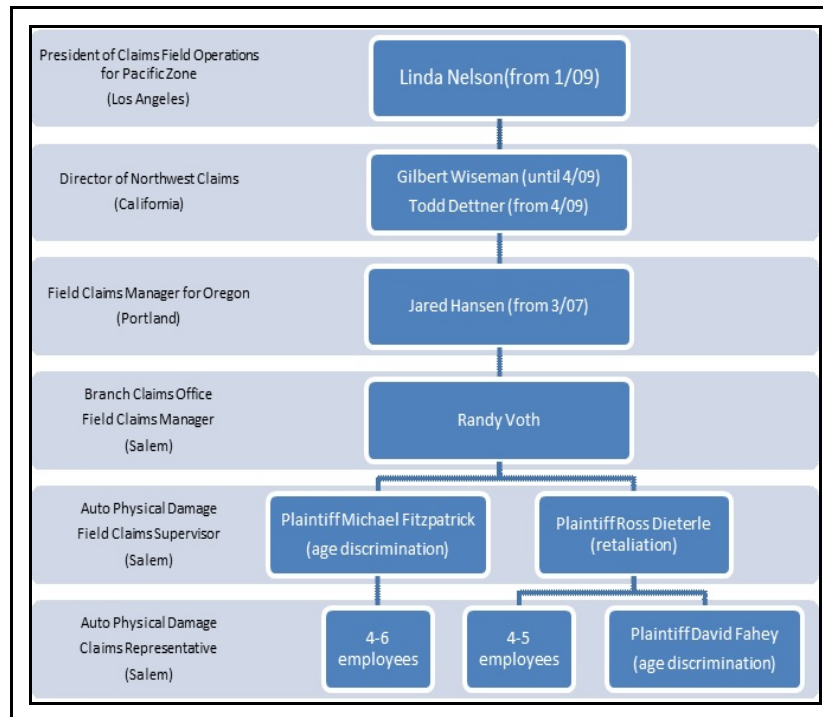 President of Claims Field Operations
for Pacific Zone
(Los Angeles)
Linda Nelson(from 1/09)
Director of Northwest Claims
(California)
Gilbert Wiseman (until 4/09)
Todd Dettner (from 4/09)
Field Claims Manager for Oregon
(Portland)
Jared Hansen (from 3/07)
Branch Claims Office
Field Claims Manager
(Salem)
Randy Voth
Auto Physical Damage
Field Claims Supervisor
(Salem)
Plaintiff Michael Fitzpatrick
(age discrimination)
Plaintiff Ross Dieterle
(retaliation)
Auto Physical Damage
Claims Representative
(Salem)
4-6
employees
4-5
employees
Plaintiff David Fahey
(age discrimination)